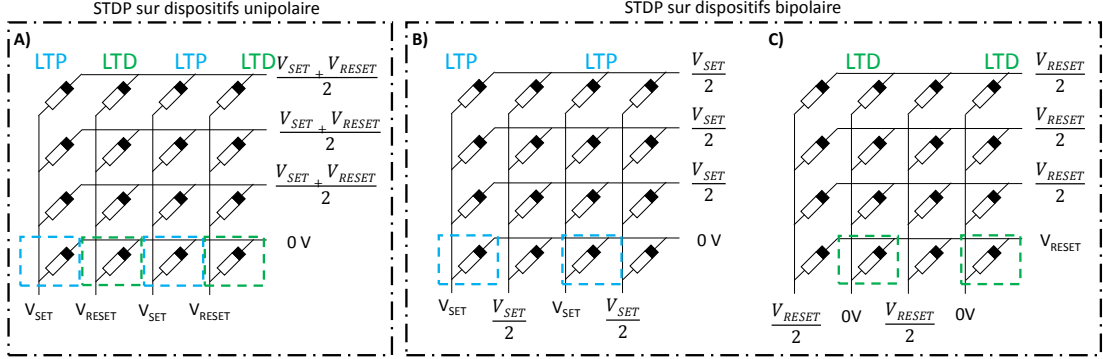 STDP sur dispositifs unipolaire
STDP sur dispositifs bipolaire
A)
LTP LTD LTP LTD
(V_SET + V_RESET)/2
(V_SET + V_RESET)/2
(V_SET + V_RESET)/2
0 V
V_SET V_RESET V_SET V_RESET
B)
LTP LTP
V_SET/2
V_SET/2
V_SET/2
0 V
V_SET V_SET/2 V_SET V_SET/2
C)
LTD LTD
V_RESET/2
V_RESET/2
V_RESET/2
V_RESET
V_RESET/2 0V V_RESET/2 0V